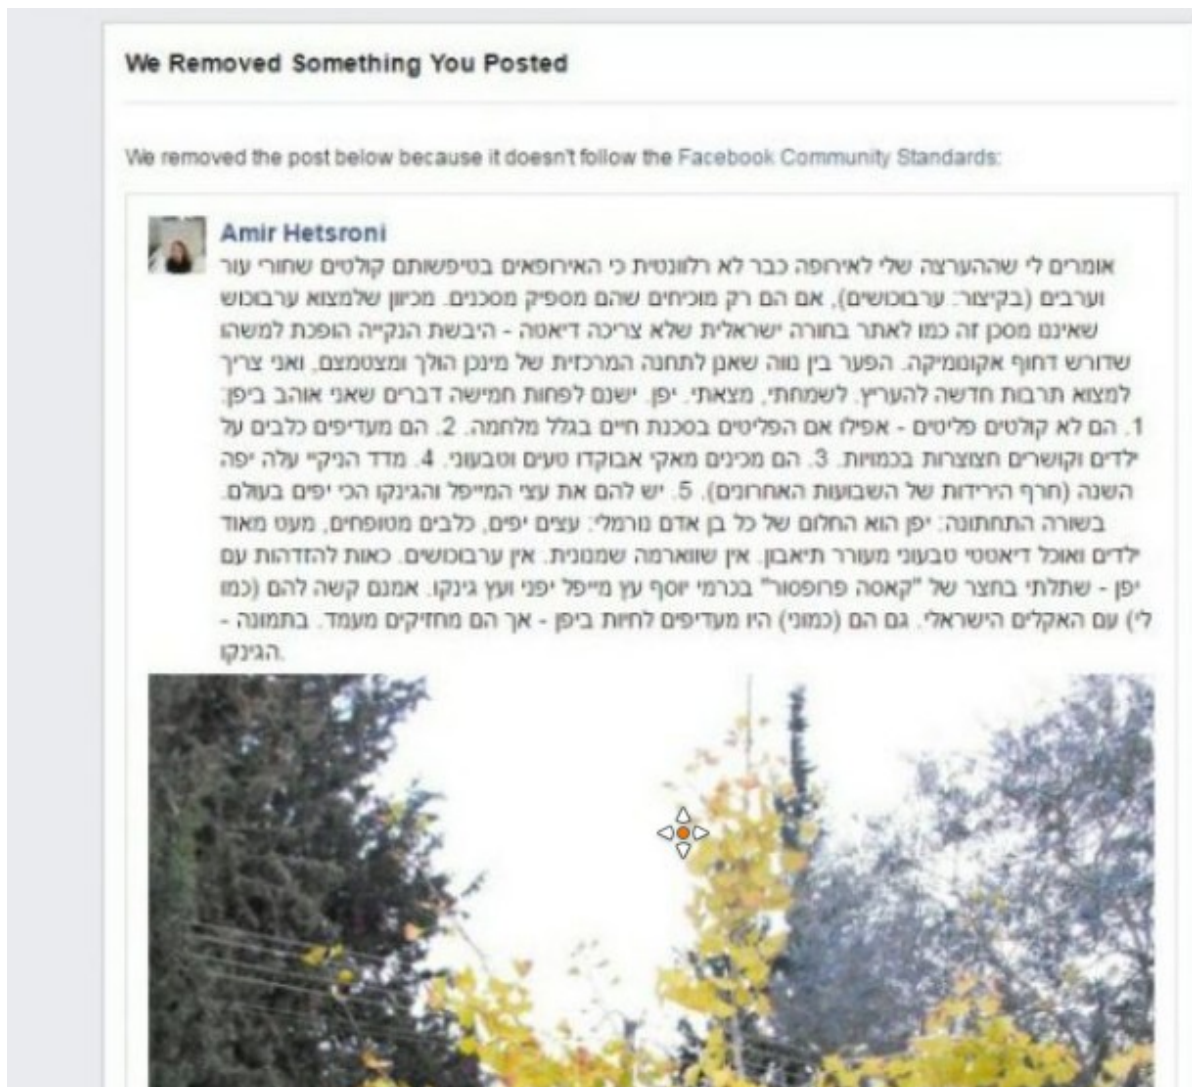 We Removed Something You Posted
We removed the post below because it doesn't follow the Facebook Community Standards:
Amir Hetsroni
אומרים לי שההערצה שלי לאירופה כבר לא רלוונטית כי האירופאים בטיפשותם קולטים שחורי עור
וערבים (בקיצור: ערבוכושים), אם הם רק מוכיחים שהם מספיק מסכנים. מכיוון שלמצוא ערבוכוש
שאיננו מסכן זה כמו לאתר בחורה ישראלית שלא צריכה דיאטה - היבשת הנקייה הופכת למשהו
שדורש דחוף אקונומיקה. הפער בין נווה שאנן לתחנה המרכזית של מינכן הולך ומצטמצם, ואני צריך
למצוא תרבות חדשה להעריץ. לשמחתי, מצאתי. יפן. ישנם לפחות חמישה דברים שאני אוהב ביפן:
1. הם לא קולטים פליטים - אפילו אם הפליטים בסכנת חיים בגלל מלחמה. 2. הם מעדיפים כלבים על
ילדים וקושרים חצוצרות בכמויות. 3. הם מכינים מאקי אבוקדו טעים וטבעוני. 4. מדד הניקיי עלה יפה
השנה (חרף הירידות של השבועות האחרונים). 5. יש להם את עצי המייפל והגינקו הכי יפים בעולם.
בשורה התחתונה: יפן הוא החלום של כל בן אדם נורמלי: עצים יפים, כלבים מטופחים, מעט מאוד
ילדים ואוכל דיאטטי טבעוני מעורר תיאבון. אין שווארמה שמנונית. אין ערבוכושים. כאות להזדהות עם
יפן - שתלתי בחצר של "קאסה פרופסור" בכרמי יוסף עץ מייפל יפני ועץ גינקו. אמנם קשה להם (כמו
לי) עם האקלים הישראלי. גם הם (כמוני) היו מעדיפים לחיות ביפן - אך הם מחזיקים מעמד. בתמונה -
הגינקו.